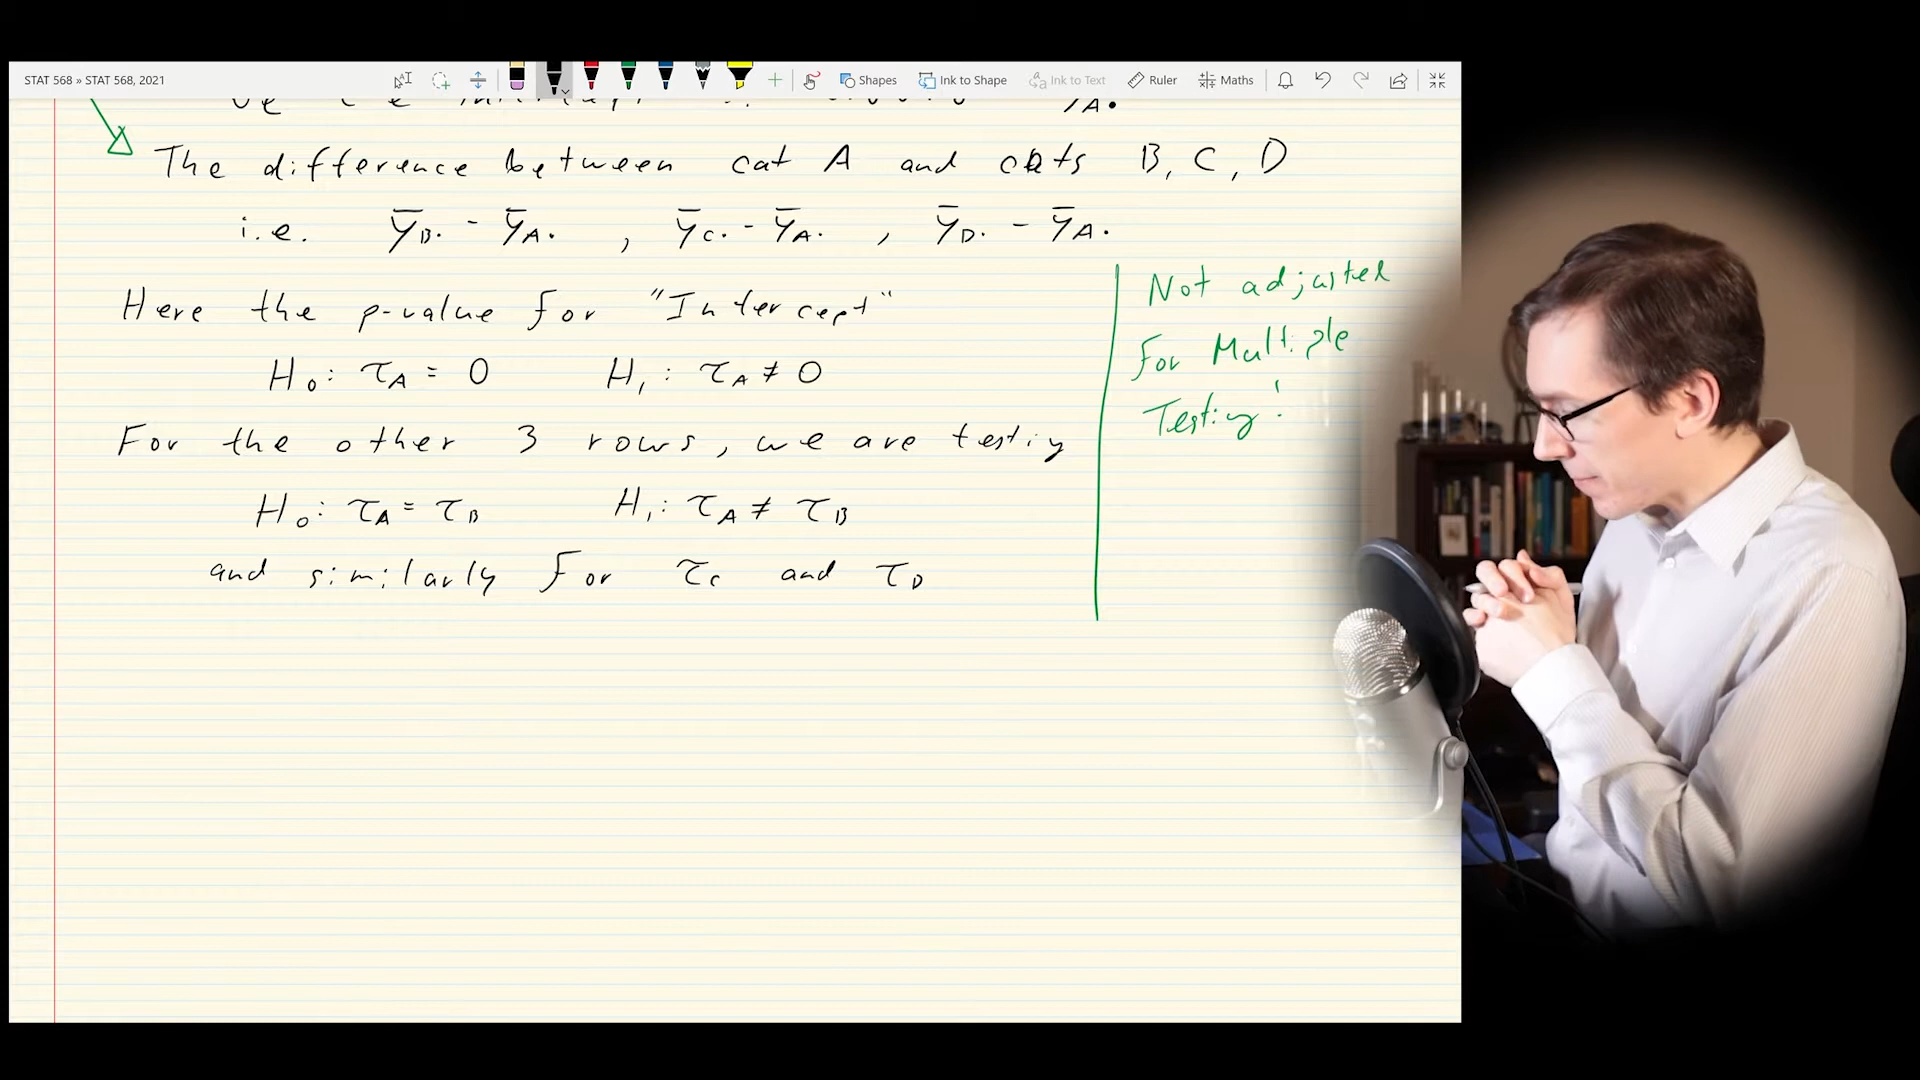 STAT 568 » STAT 568, 2021
Shapes
Ink to Shape
Ink to Text
Ruler
Maths
ȳA.
The difference between cat A and cats B, C, D
i.e. ȳB. - ȳA. , ȳC. - ȳA. , ȳD. - ȳA.
Here the p-value for "Intercept"
H₀: τA = 0 H₁: τA ≠ 0
For the other 3 rows, we are testing
H₀: τA = τB H₁: τA ≠ τB
and similarly for τC and τD
Not adjusted
For Multiple
Testing!